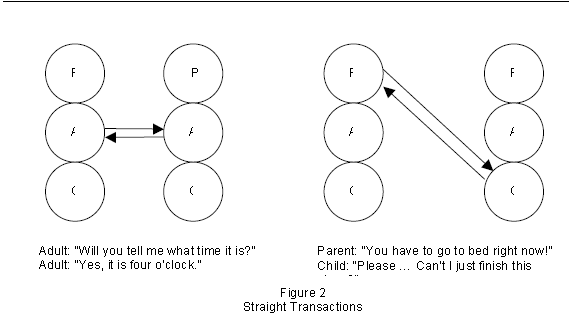 P
Adult: "Will you tell me what time it is?"
Adult: "Yes, it is four o'clock."
Parent: "You have to go to bed right now!"
Child: "Please ... Can't I just finish this
Figure 2
Straight Transactions